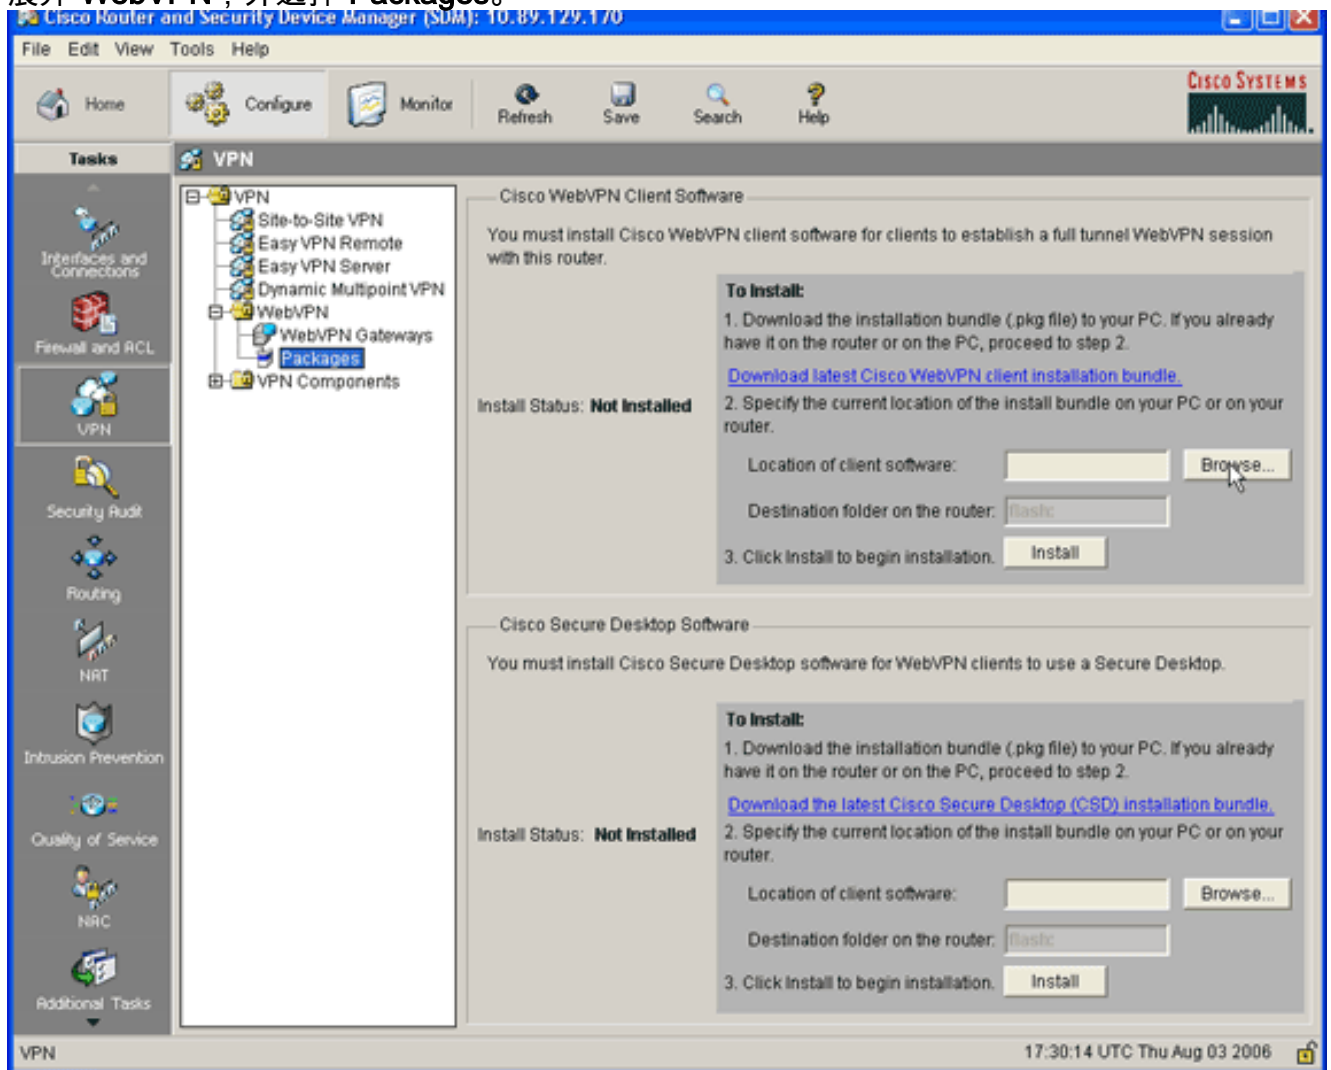 展开 WebVPN，并选择 Packages。
Cisco Router and Security Device Manager (SDM): 10.89.129.170
File Edit View Tools Help
Home Configure Monitor Refresh Save Search Help
CISCO SYSTEMS
Tasks
VPN
Interfaces and
Connections
Firewall and ACL
VPN
Security Audit
Routing
NAT
Intrusion Prevention
Quality of Service
NAC
Additional Tasks
VPN
Site-to-Site VPN
Easy VPN Remote
Easy VPN Server
Dynamic Multipoint VPN
WebVPN
WebVPN Gateways
Packages
VPN Components
Cisco WebVPN Client Software
You must install Cisco WebVPN client software for clients to establish a full tunnel WebVPN session
with this router.
Install Status: Not Installed
To Install:
1. Download the installation bundle (.pkg file) to your PC. If you already
have it on the router or on the PC, proceed to step 2.
Download latest Cisco WebVPN client installation bundle.
2. Specify the current location of the install bundle on your PC or on your
router.
Location of client software: Browse...
Destination folder on the router: flash:
3. Click Install to begin installation. Install
Cisco Secure Desktop Software
You must install Cisco Secure Desktop software for WebVPN clients to use a Secure Desktop.
Install Status: Not Installed
To Install:
1. Download the installation bundle (.pkg file) to your PC. If you already
have it on the router or on the PC, proceed to step 2.
Download the latest Cisco Secure Desktop (CSD) installation bundle.
2. Specify the current location of the install bundle on your PC or on your
router.
Location of client software: Browse...
Destination folder on the router: flash:
3. Click Install to begin installation. Install
VPN
17:30:14 UTC Thu Aug 03 2006